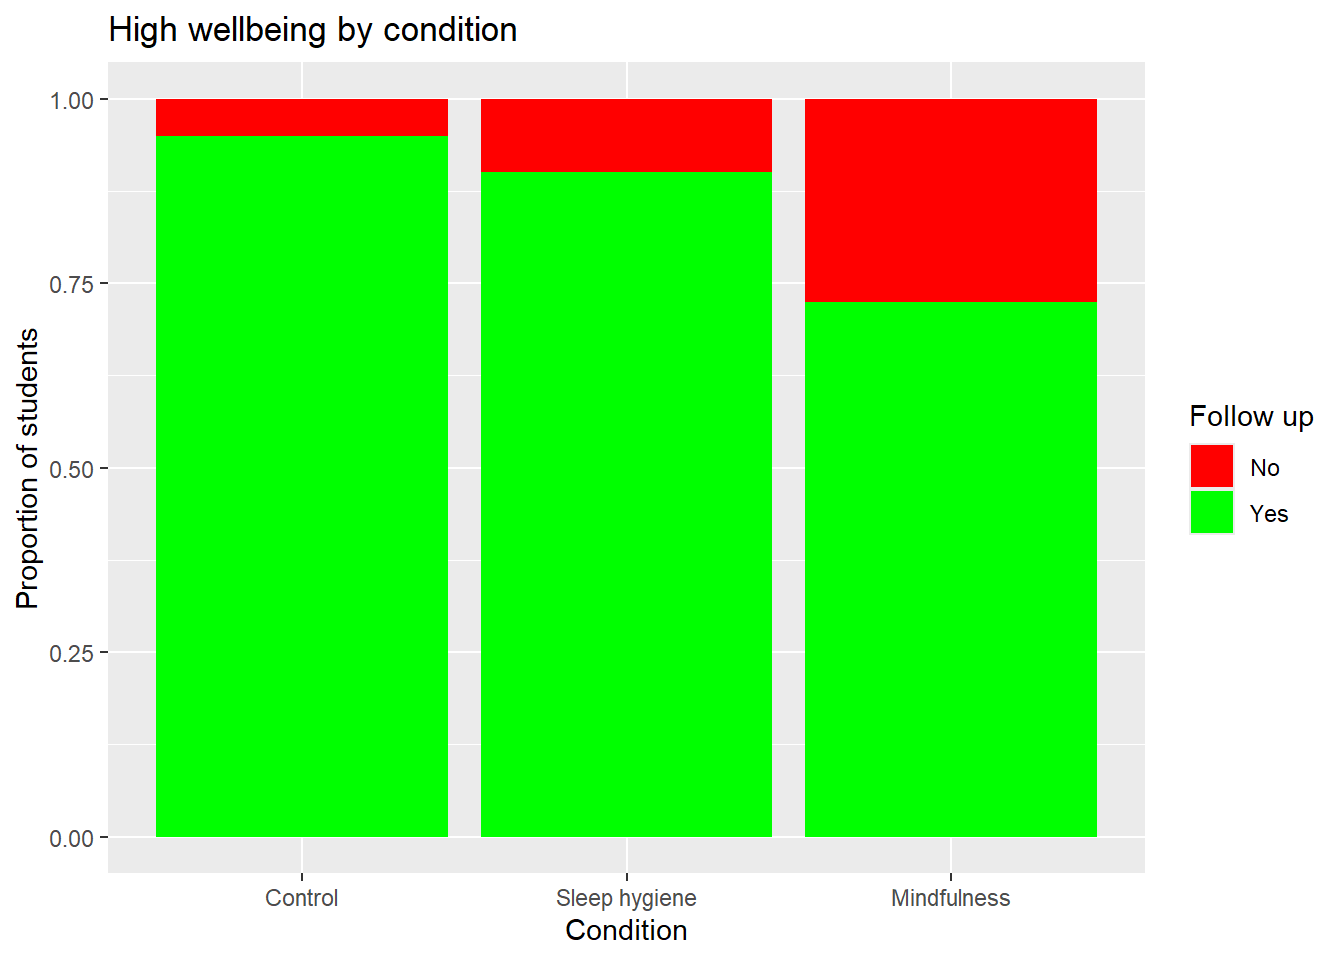 High wellbeing by condition
Proportion of students
1.00
0.75
0.50
0.25
0.00
Control
Sleep hygiene
Mindfulness
Condition
Follow up
No
Yes